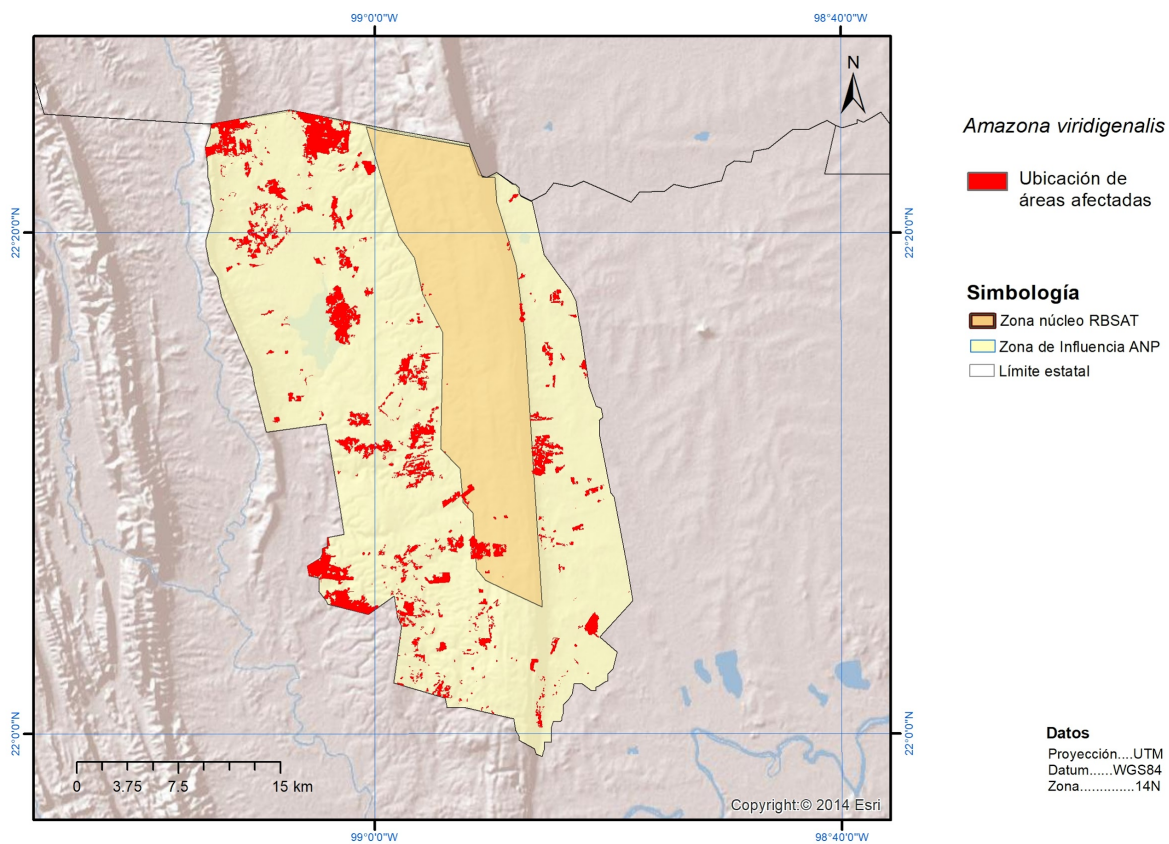 99°0'0"W
98°40'0"W
N
22°20'0"N
22°20'0"N
22°0'0"N
22°0'0"N
0
3.75
7.5
15 km
Copyright:© 2014 Esri
99°0'0"W
98°40'0"W
Amazona viridigenalis
Ubicación de
áreas afectadas
Simbología
Zona núcleo RBSAT
Zona de Influencia ANP
Límite estatal
Datos
Proyección....UTM
Datum......WGS84
Zona.............14N